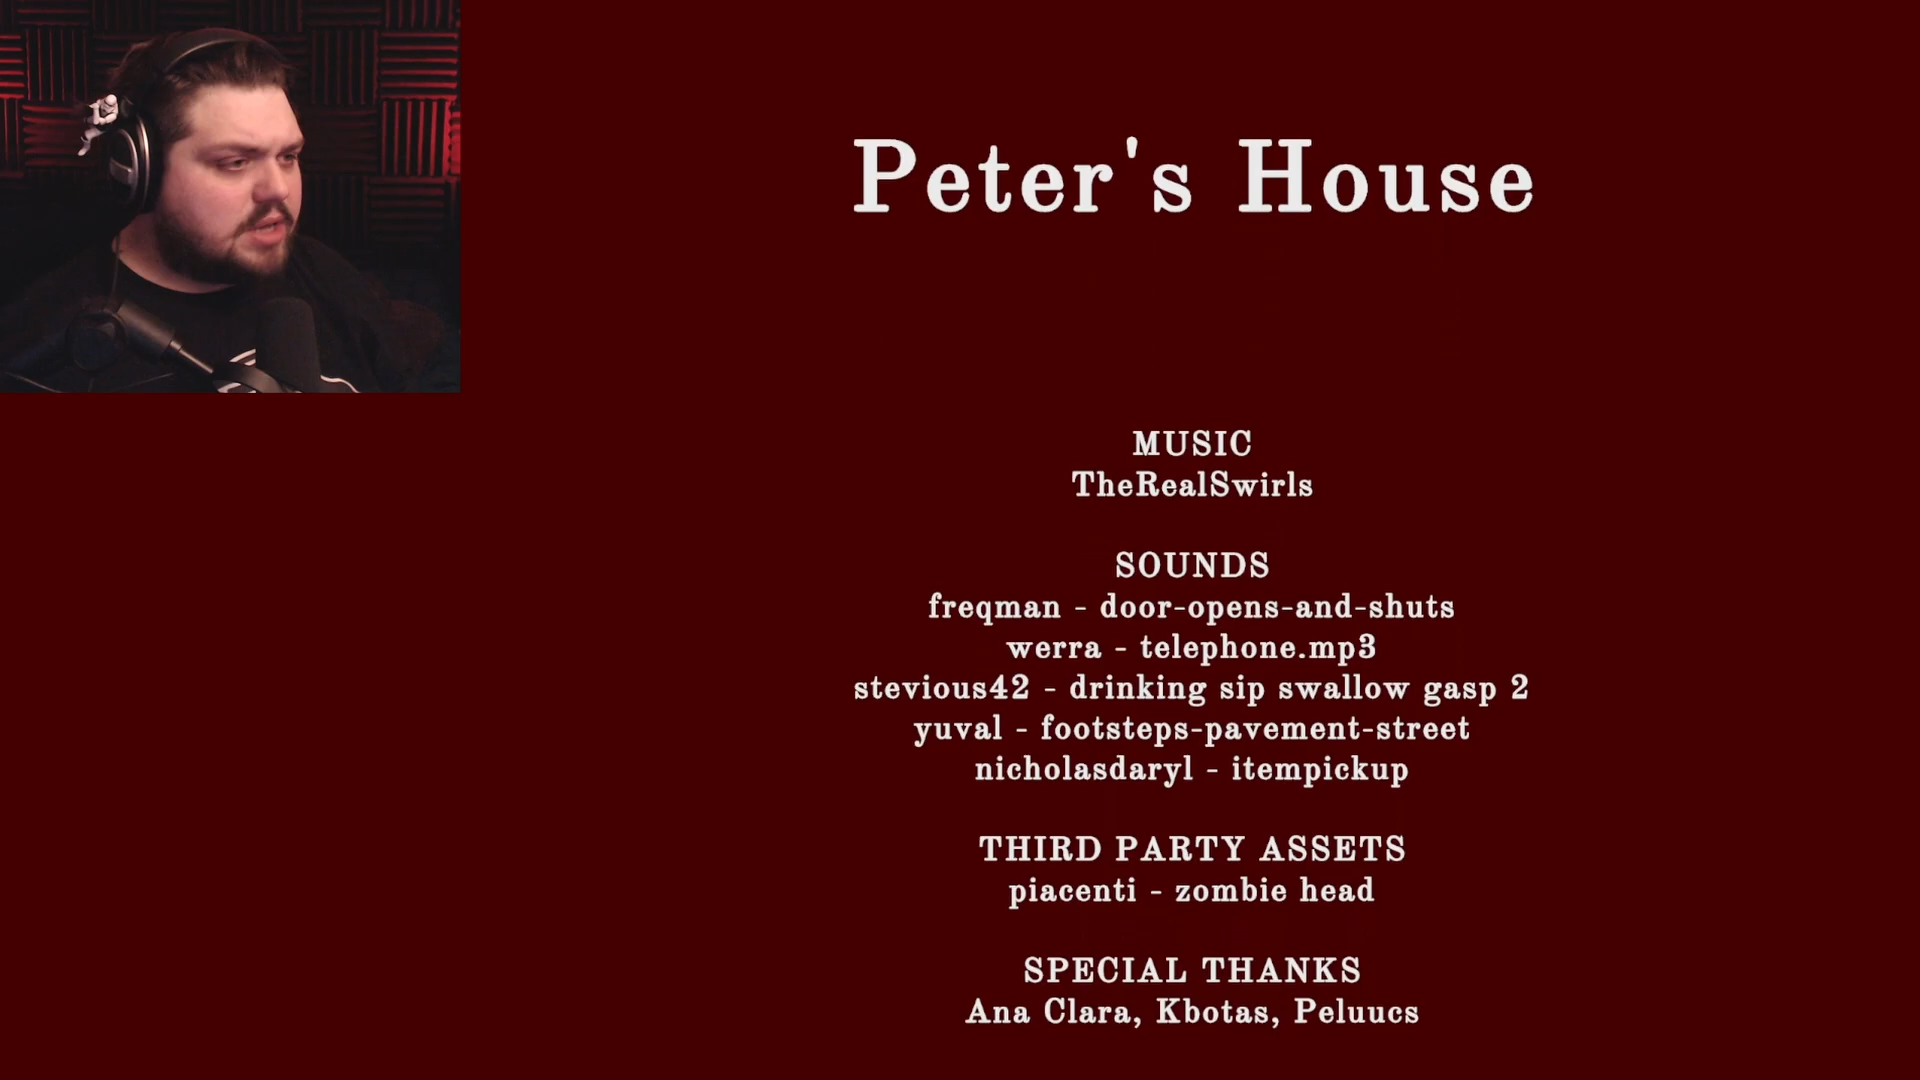 Peter's House
MUSIC
TheRealSwirls
SOUNDS
freqman - door-opens-and-shuts
werra - telephone.mp3
stevious42 - drinking sip swallow gasp 2
yuval - footsteps-pavement-street
nicholasdaryl - itempickup
THIRD PARTY ASSETS
piacenti - zombie head
SPECIAL THANKS
Ana Clara, Kbotas, Peluucs